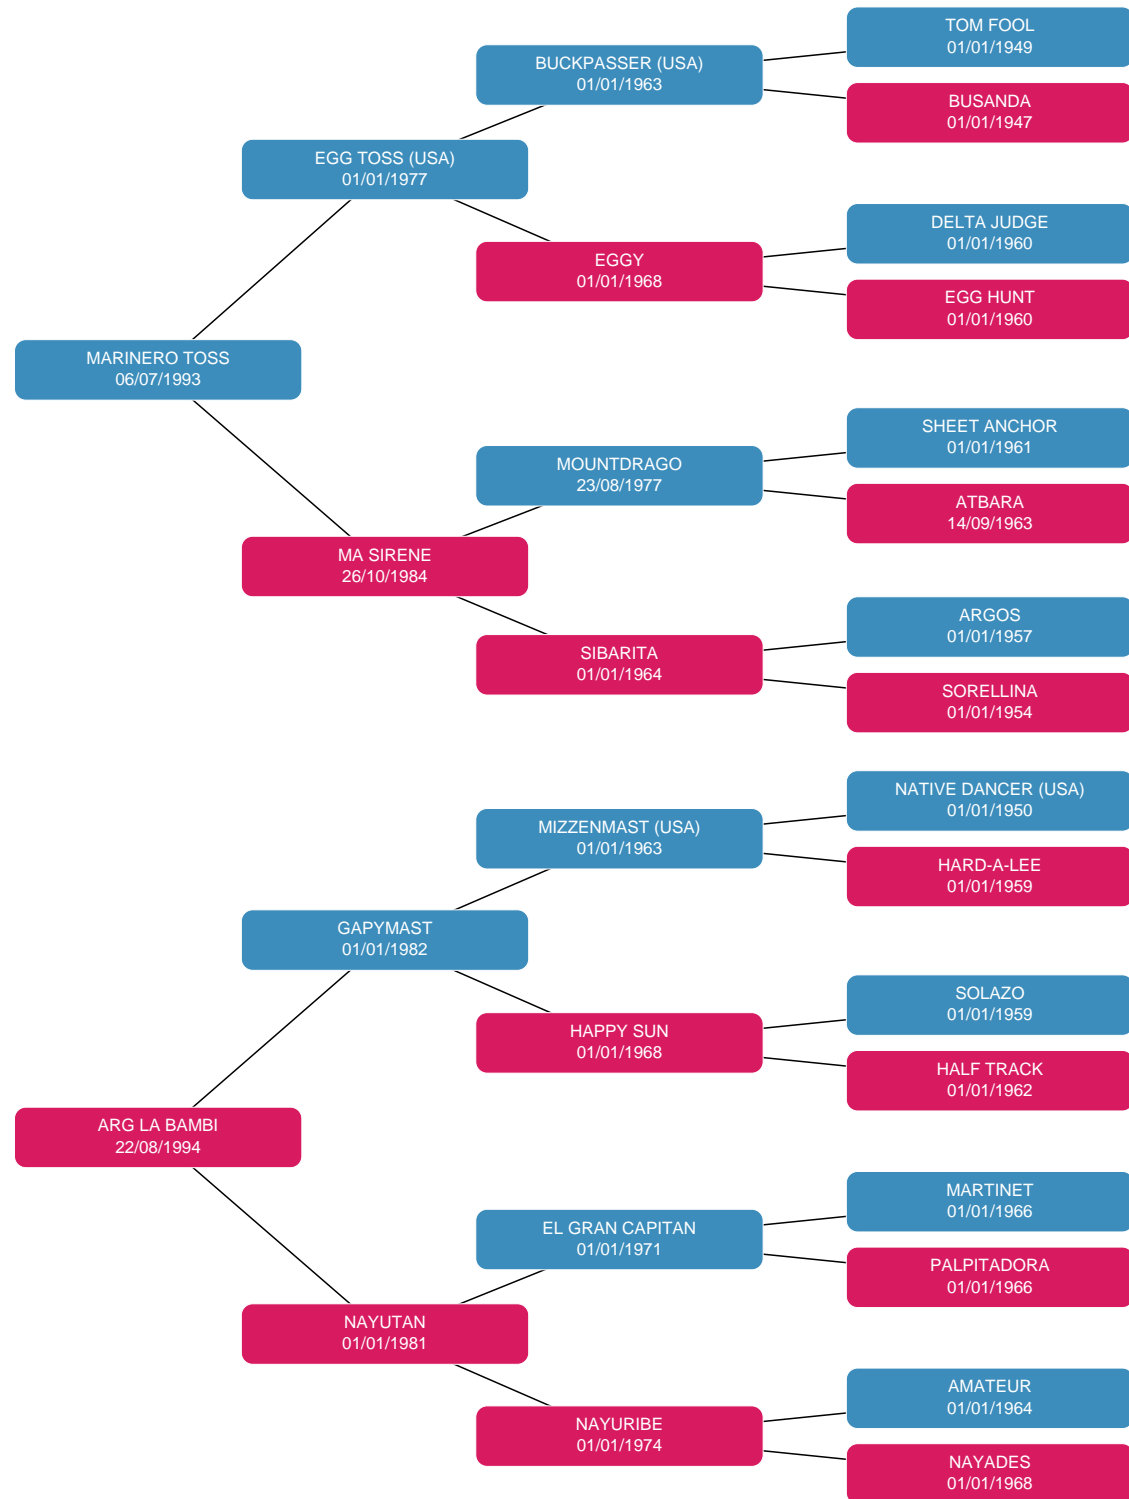 TOM FOOL
01/01/1949
BUCKPASSER (USA)
01/01/1963
BUSANDA
01/01/1947
EGG TOSS (USA)
01/01/1977
DELTA JUDGE
01/01/1960
EGGY
01/01/1968
EGG HUNT
01/01/1960
MARINERO TOSS
06/07/1993
SHEET ANCHOR
01/01/1961
MOUNTDRAGO
23/08/1977
ATBARA
14/09/1963
MA SIRENE
26/10/1984
ARGOS
01/01/1957
SIBARITA
01/01/1964
SORELLINA
01/01/1954
NATIVE DANCER (USA)
01/01/1950
MIZZENMAST (USA)
01/01/1963
HARD-A-LEE
01/01/1959
GAPYMAST
01/01/1982
SOLAZO
01/01/1959
HAPPY SUN
01/01/1968
HALF TRACK
01/01/1962
ARG LA BAMBI
22/08/1994
MARTINET
01/01/1966
EL GRAN CAPITAN
01/01/1971
PALPITADORA
01/01/1966
NAYUTAN
01/01/1981
AMATEUR
01/01/1964
NAYURIBE
01/01/1974
NAYADES
01/01/1968